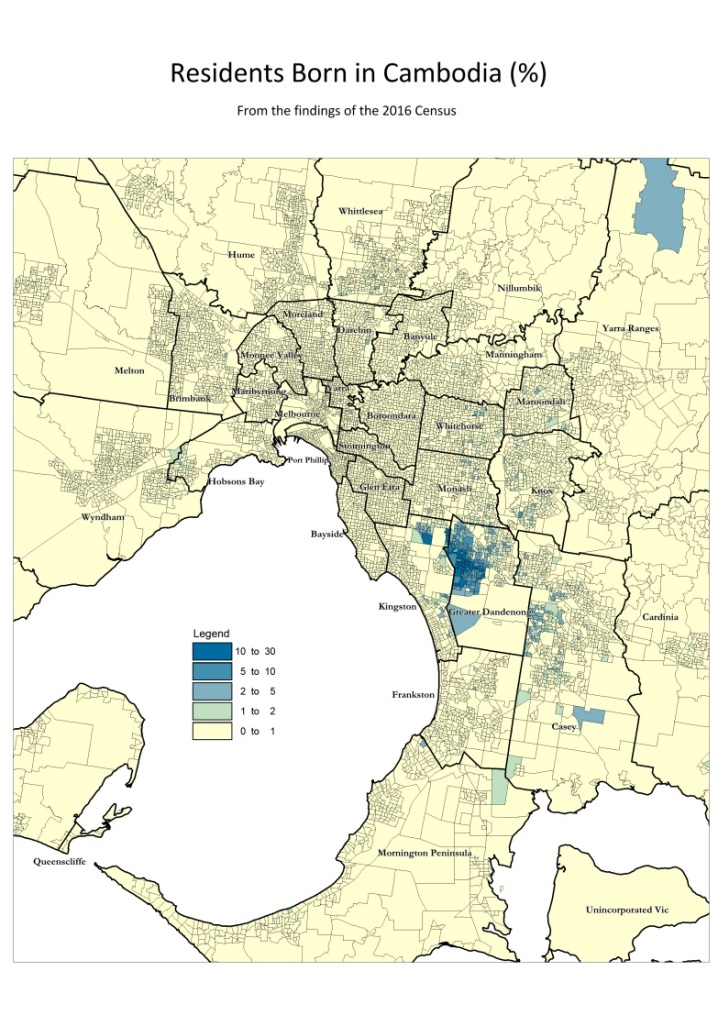 Residents Born in Cambodia (%)
From the findings of the 2016 Census
Whittlesea
Hume
Nillumbik
Moreland
Darebin
Yarra Ranges
Banyule
Moonee Valley
Manningham
Melton
Maribyrnong
Yarra
Brimbank
Maroondah
Melbourne
Boroondara
Whitehorse
Stonnington
Port Phillip
Hobsons Bay
Glen Eira
Monash
Knox
Wyndham
Bayside
Kingston
Greater Dandenong
Cardinia
Legend
10 to 30
5 to 10
2 to 5
1 to 2
0 to 1
Frankston
Casey
Mornington Peninsula
Queenscliffe
Unincorporated Vic